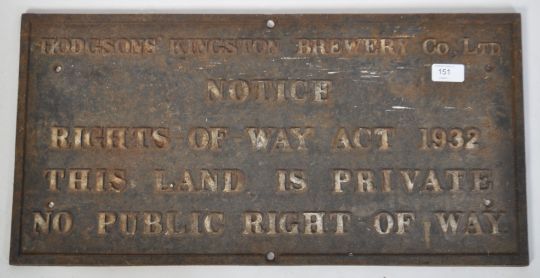 HODGSONS' KINGSTON BREWERY CO. LTD
151
NOTICE
RIGHTS OF WAY ACT 1932
THIS LAND IS PRIVATE
NO PUBLIC RIGHT OF WAY